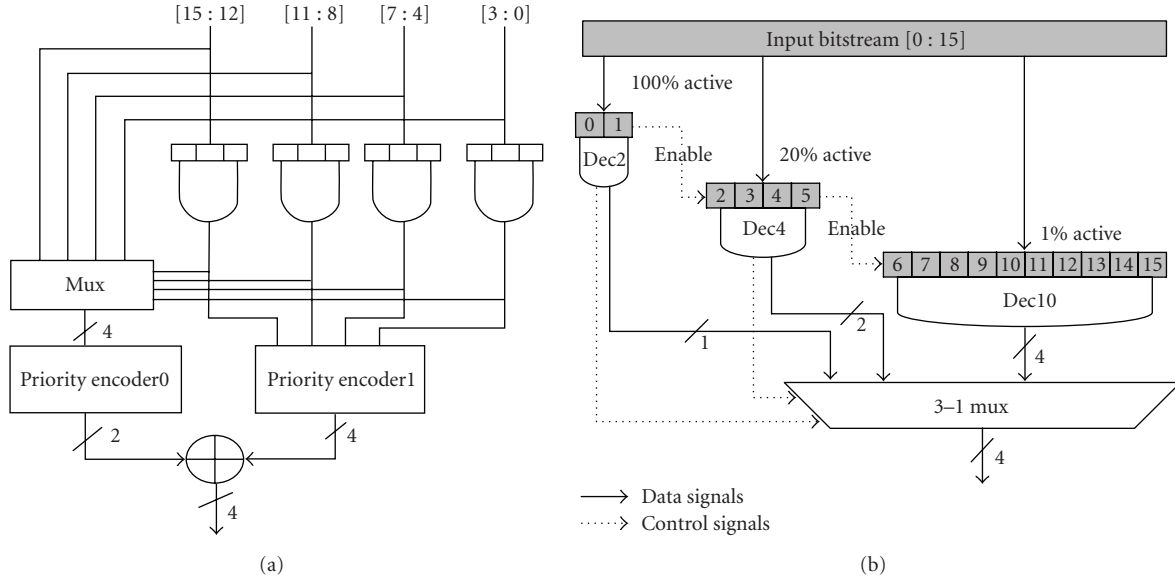 [15 : 12] [11 : 8] [7 : 4] [3 : 0]
Mux
4
Priority encoder0
Priority encoder1
2
4
4
(a)
Input bitstream [0 : 15]
100% active
0 1
Dec2
Enable
20% active
2 3 4 5
Dec4
Enable
1% active
6 7 8 9 10 11 12 13 14 15
Dec10
1
2
4
3–1 mux
4
Data signals
Control signals
(b)